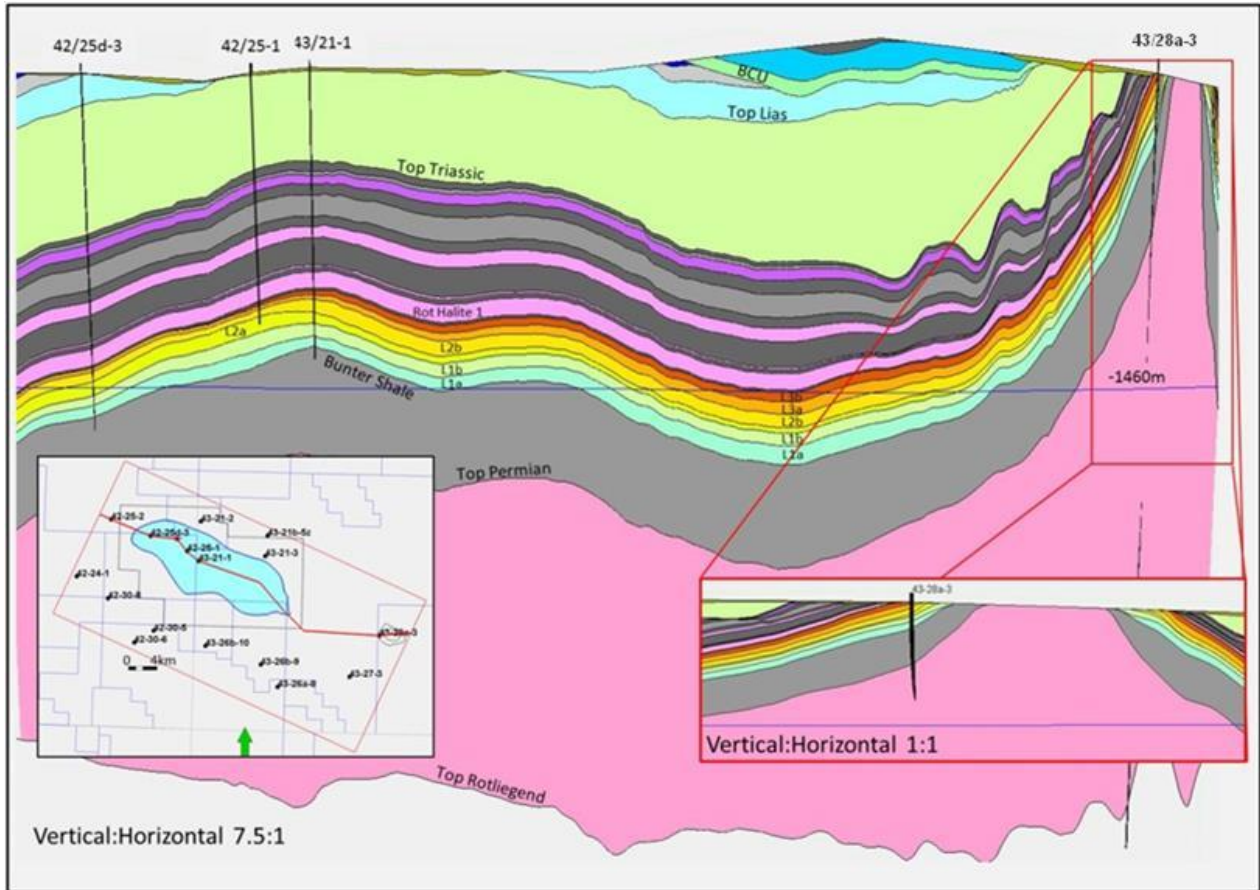 42/25d-3
42/25-1
43/21-1
43/28a-3
BCU
Top Lias
Top Triassic
Rot Halite 1
L2a
L2b
L1b
L1a
Bunter Shale
L3b
L3a
L2b
L1b
L1a
-1460m
Top Permian
42-25-2
43-21-2
42-25d-3
43-21b-5c
42-25-1
43-21-1
43-21-3
42-24-1
42-30-5
42-30-6
43-26b-10
43-28a-3
43-26b-9
43-27-3
43-26a-8
0 4km
43-28a-3
Vertical:Horizontal 1:1
Top Rotliegend
Vertical:Horizontal 7.5:1